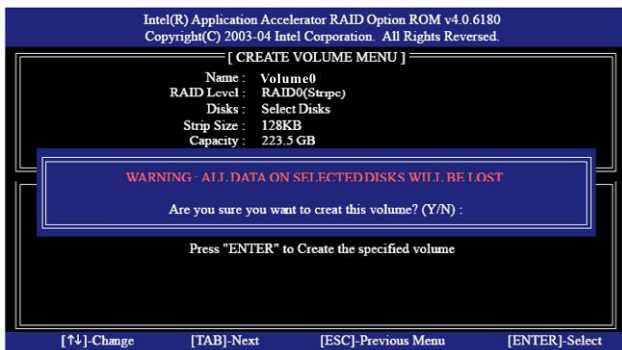 Intel(R) Application Accelerator RAID Option ROM v4.0.6180
Copyright(C) 2003-04 Intel Corporation. All Rights Reversed.
[ CREATE VOLUME MENU ]
Name : Volume0
RAID Level : RAID0(Stripe)
Disks : Select Disks
Strip Size : 128KB
Capacity : 223.5 GB
WARNING : ALL DATA ON SELECTED DISKS WILL BE LOST
Are you sure you want to creat this volume? (Y/N) :
Press "ENTER" to Create the specified volume
[↑↓]-Change [TAB]-Next [ESC]-Previous Menu [ENTER]-Select